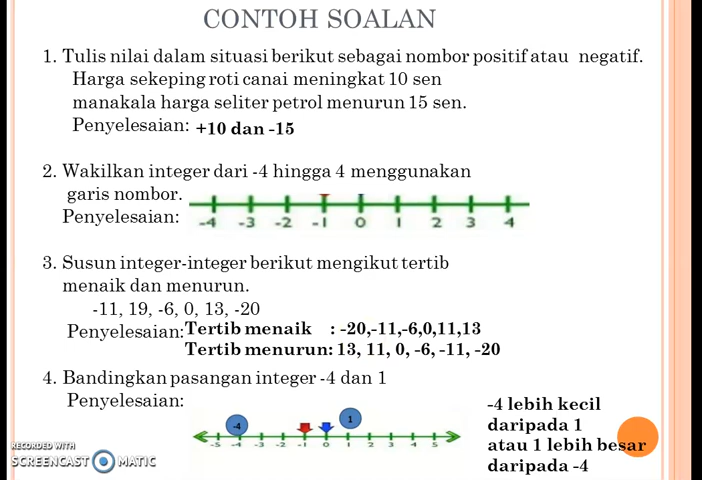 CONTOH SOALAN
1. Tulis nilai dalam situasi berikut sebagai nombor positif atau negatif.
Harga sekeping roti canai meningkat 10 sen
manakala harga seliter petrol menurun 15 sen.
Penyelesaian: +10 dan -15
2. Wakilkan integer dari -4 hingga 4 menggunakan
garis nombor.
Penyelesaian:
-4 -3 -2 -1 0 1 2 3 4
3. Susun integer-integer berikut mengikut tertib
menaik dan menurun.
-11, 19, -6, 0, 13, -20
Penyelesaian: Tertib menaik : -20,-11,-6,0,11,13
Tertib menurun: 13, 11, 0, -6, -11, -20
4. Bandingkan pasangan integer -4 dan 1
Penyelesaian:
-4 1
-5 -4 -3 -2 -1 0 1 2 3 4 5
-4 lebih kecil
daripada 1
atau 1 lebih besar
daripada -4
RECORDED WITH
SCREENCAST MATIC